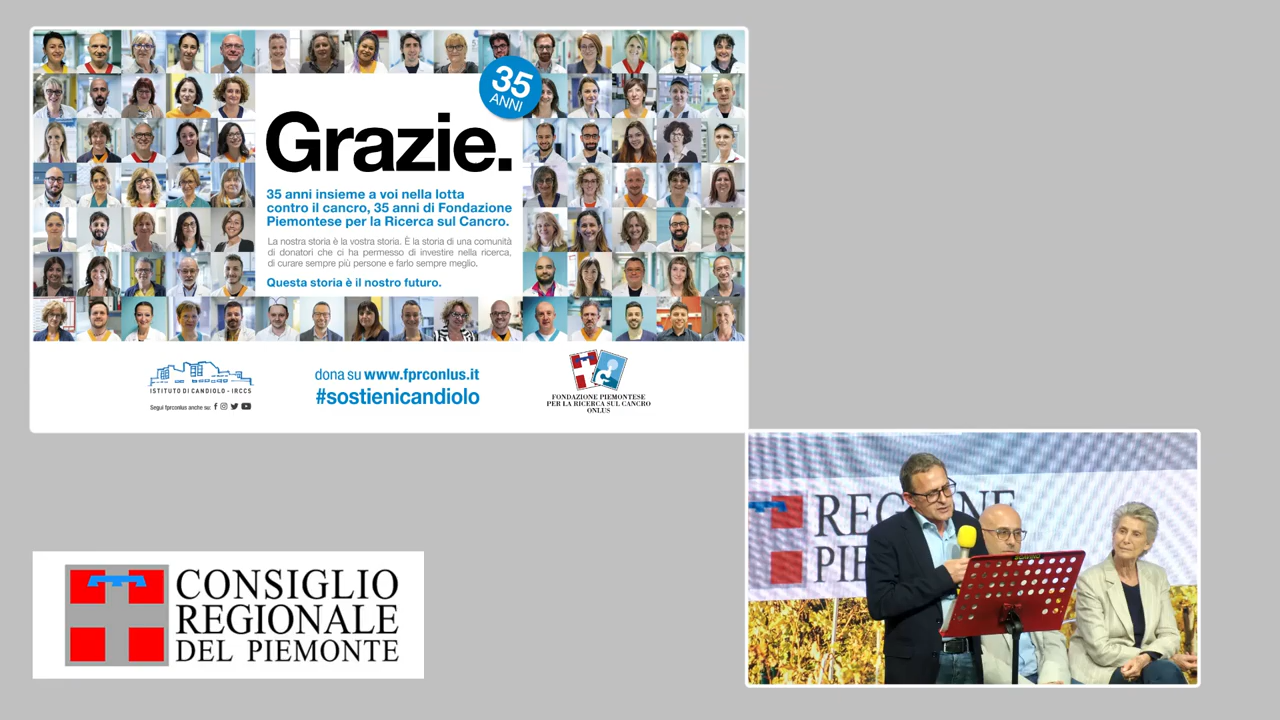 35
ANNI
Grazie.
35 anni insieme a voi nella lotta
contro il cancro, 35 anni di Fondazione
Piemontese per la Ricerca sul Cancro.
La nostra storia è la vostra storia. È la storia di una comunità
di donatori che ci ha permesso di investire nella ricerca,
di curare sempre più persone e farlo sempre meglio.
Questa storia è il nostro futuro.
ISTITUTO DI CANDIOLO - IRCCS
Segui fprconlus anche su:
dona su www.fprconlus.it
#sostienicandiolo
FONDAZIONE PIEMONTESE
PER LA RICERCA SUL CANCRO
ONLUS
REGIONE
PIE
CONSIGLIO
REGIONALE
DEL PIEMONTE